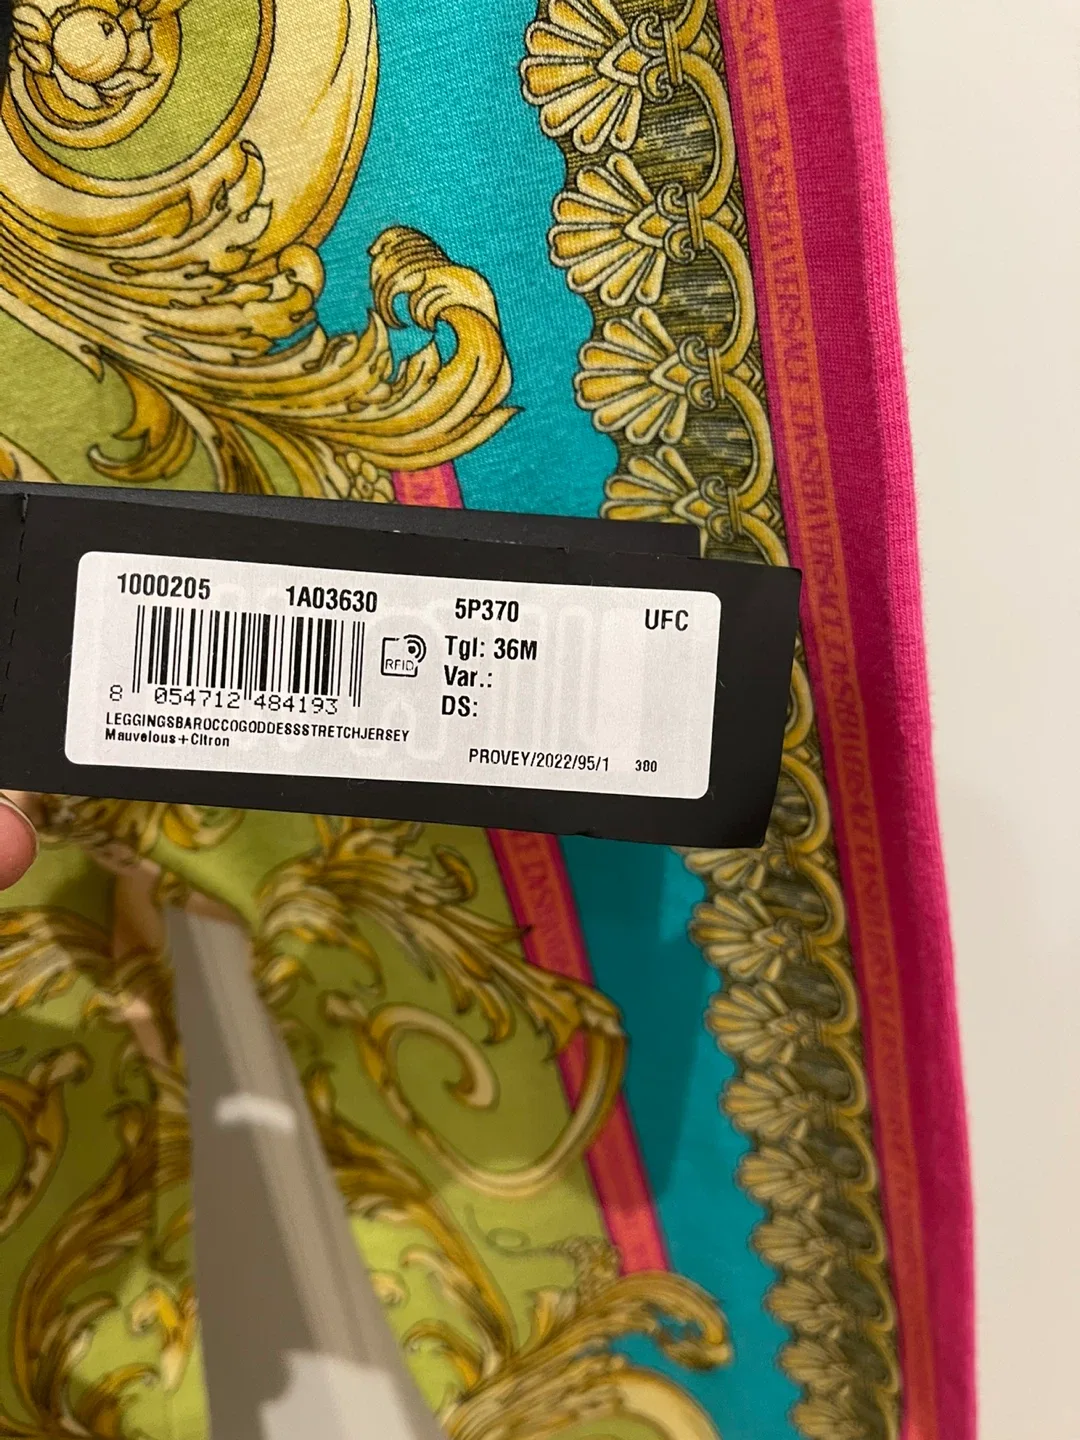 1000205 1A03630 5P370 UFC
RFID
Tgl: 36M
Var.:
DS:
8 054712 484193
LEGGINGSBAROCCOGODDESSSTRETCHJERSEY
Mauvelous+Citron
PROVEY/2022/95/1 300